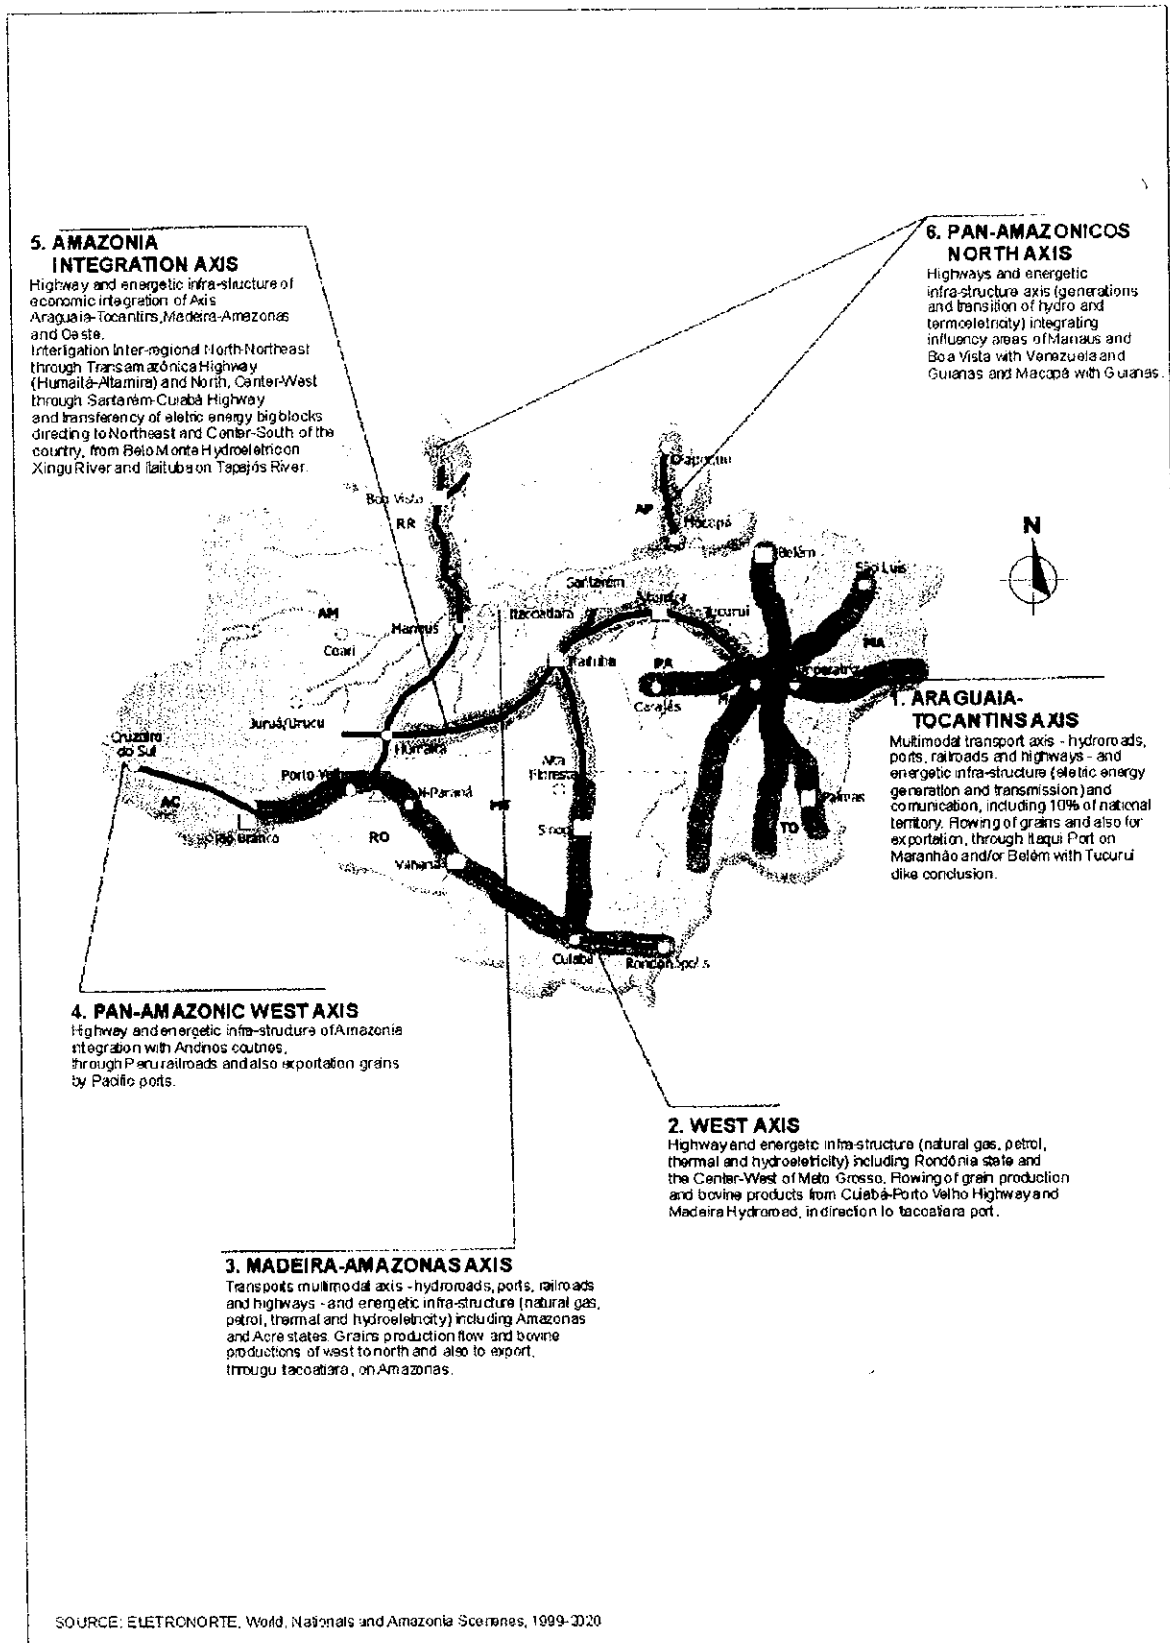 5. AMAZONIA
INTEGRATION AXIS
Highway and energetic infra-structure of
economic integration of Axis
Araguaia-Tocantins, Madeira-Amazonas
and Oeste.
Interligation Inter-regional North-Northeast
through Transamazônica Highway
(Humaitá-Altamira) and North, Center-West
through Santarém-Cuiabá Highway
and transferency of eletric energy big blocks
directing to Northeast and Center-South of the
country, from Belo Monte Hydroeletric on
Xingu River and Itaituba on Tapajós River.
6. PAN-AMAZONICOS
NORTH AXIS
Highways and energetic
infra-structure axis (generations
and transition of hydro and
termoeletricity) integrating
influency areas of Manaus and
Boa Vista with Venezuela and
Guianas and Macapá with Guianas.
Boa Vista
RR
AP
Macapá
N
Belém
São Luis
Santarém
AM
Itacoatiara
Tucuruí
Manaus
Coari
MA
Itaituba
PA
Carajás
Juruá/Urucu
Humaitá
Cruzeiro
do Sul
Alta
Floresta
Porto Velho
Ji-Paraná
AC
Rio Branco
RO
Sinop
Palmas
TO
Vilhena
Cuiabá
Rondonópolis
1. ARAGUAIA-
TOCANTINS AXIS
Multimodal transport axis - hydroroads,
ports, railroads and highways - and
energetic infra-structure (eletric energy
generation and transmission) and
comunication, including 10% of national
territory. Flowing of grains and also for
exportation, through Itaqui Port on
Maranhão and/or Belém with Tucuruí
dike conclusion.
4. PAN-AMAZONIC WEST AXIS
Highway and energetic infra-structure of Amazonia
integration with Andinos coutnes,
through Peru railroads and also exportation grains
by Pacific ports.
2. WEST AXIS
Highway and energetc infra-structure (natural gas, petrol,
thermal and hydroeletricity) including Rondônia state and
the Center-West of Mato Grosso. Flowing of grain production
and bovine products from Cuiabá-Porto Velho Highway and
Madeira Hydroroad, in direction to Itacoatiara port.
3. MADEIRA-AMAZONAS AXIS
Transports multimodal axis - hydroroads, ports, railroads
and highways - and energetic infra-structure (natural gas,
petrol, thermal and hydroeletricity) including Amazonas
and Acre states. Grains production flow and bovine
productions of west to north and also to export,
througu Itacoatiara, on Amazonas.
SOURCE: ELETRONORTE, World, Nationals and Amazonia Scenenes, 1999-2020